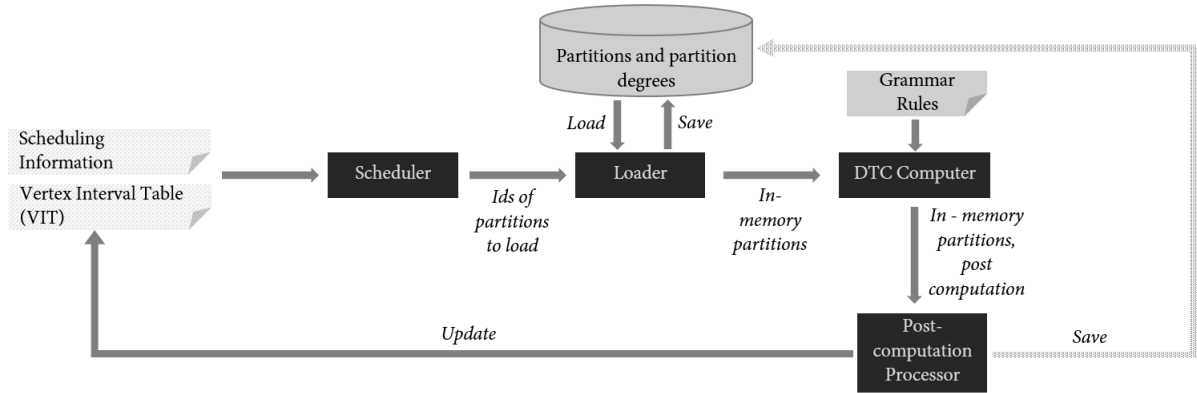 Partitions and partition
degrees
Grammar
Rules
Load
Save
Scheduling
Information
Vertex Interval Table
(VIT)
Scheduler
Ids of
partitions
to load
Loader
In-
memory
partitions
DTC Computer
In - memory
partitions,
post
computation
Post-
computation
Processor
Update
Save